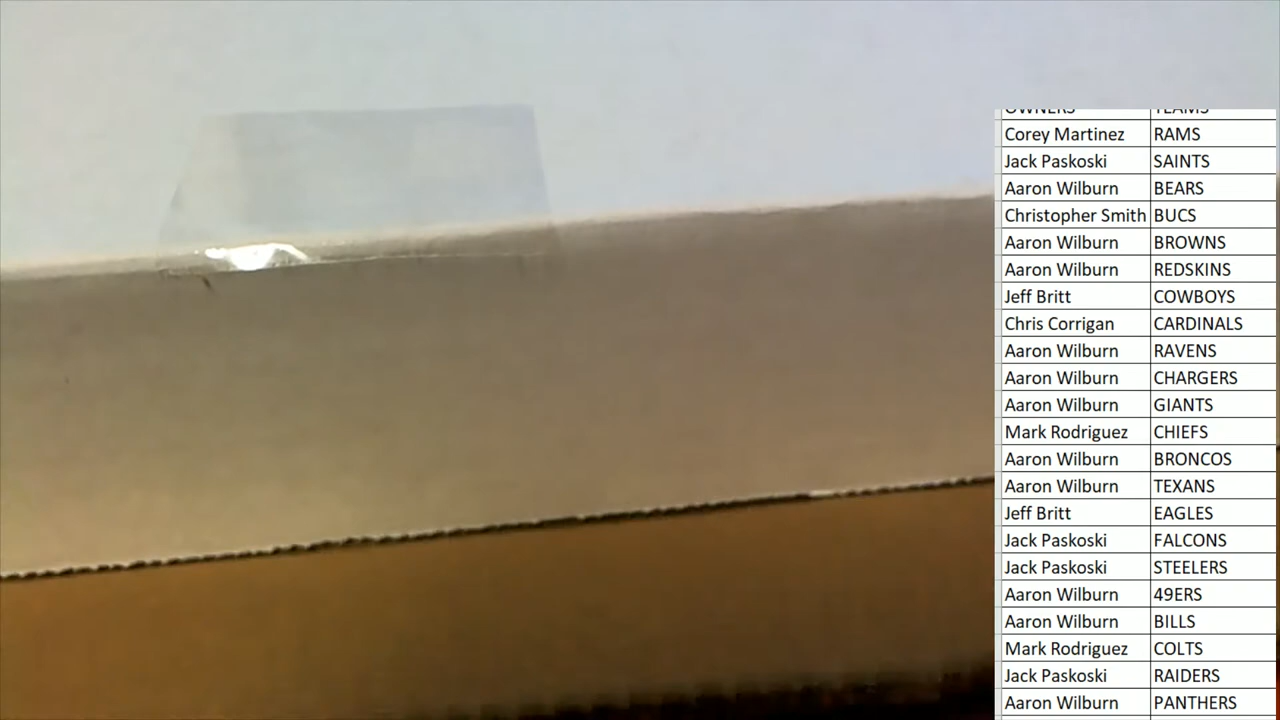 OWNERS TEAMS
Corey Martinez RAMS
Jack Paskoski SAINTS
Aaron Wilburn BEARS
Christopher Smith BUCS
Aaron Wilburn BROWNS
Aaron Wilburn REDSKINS
Jeff Britt COWBOYS
Chris Corrigan CARDINALS
Aaron Wilburn RAVENS
Aaron Wilburn CHARGERS
Aaron Wilburn GIANTS
Mark Rodriguez CHIEFS
Aaron Wilburn BRONCOS
Aaron Wilburn TEXANS
Jeff Britt EAGLES
Jack Paskoski FALCONS
Jack Paskoski STEELERS
Aaron Wilburn 49ERS
Aaron Wilburn BILLS
Mark Rodriguez COLTS
Jack Paskoski RAIDERS
Aaron Wilburn PANTHERS